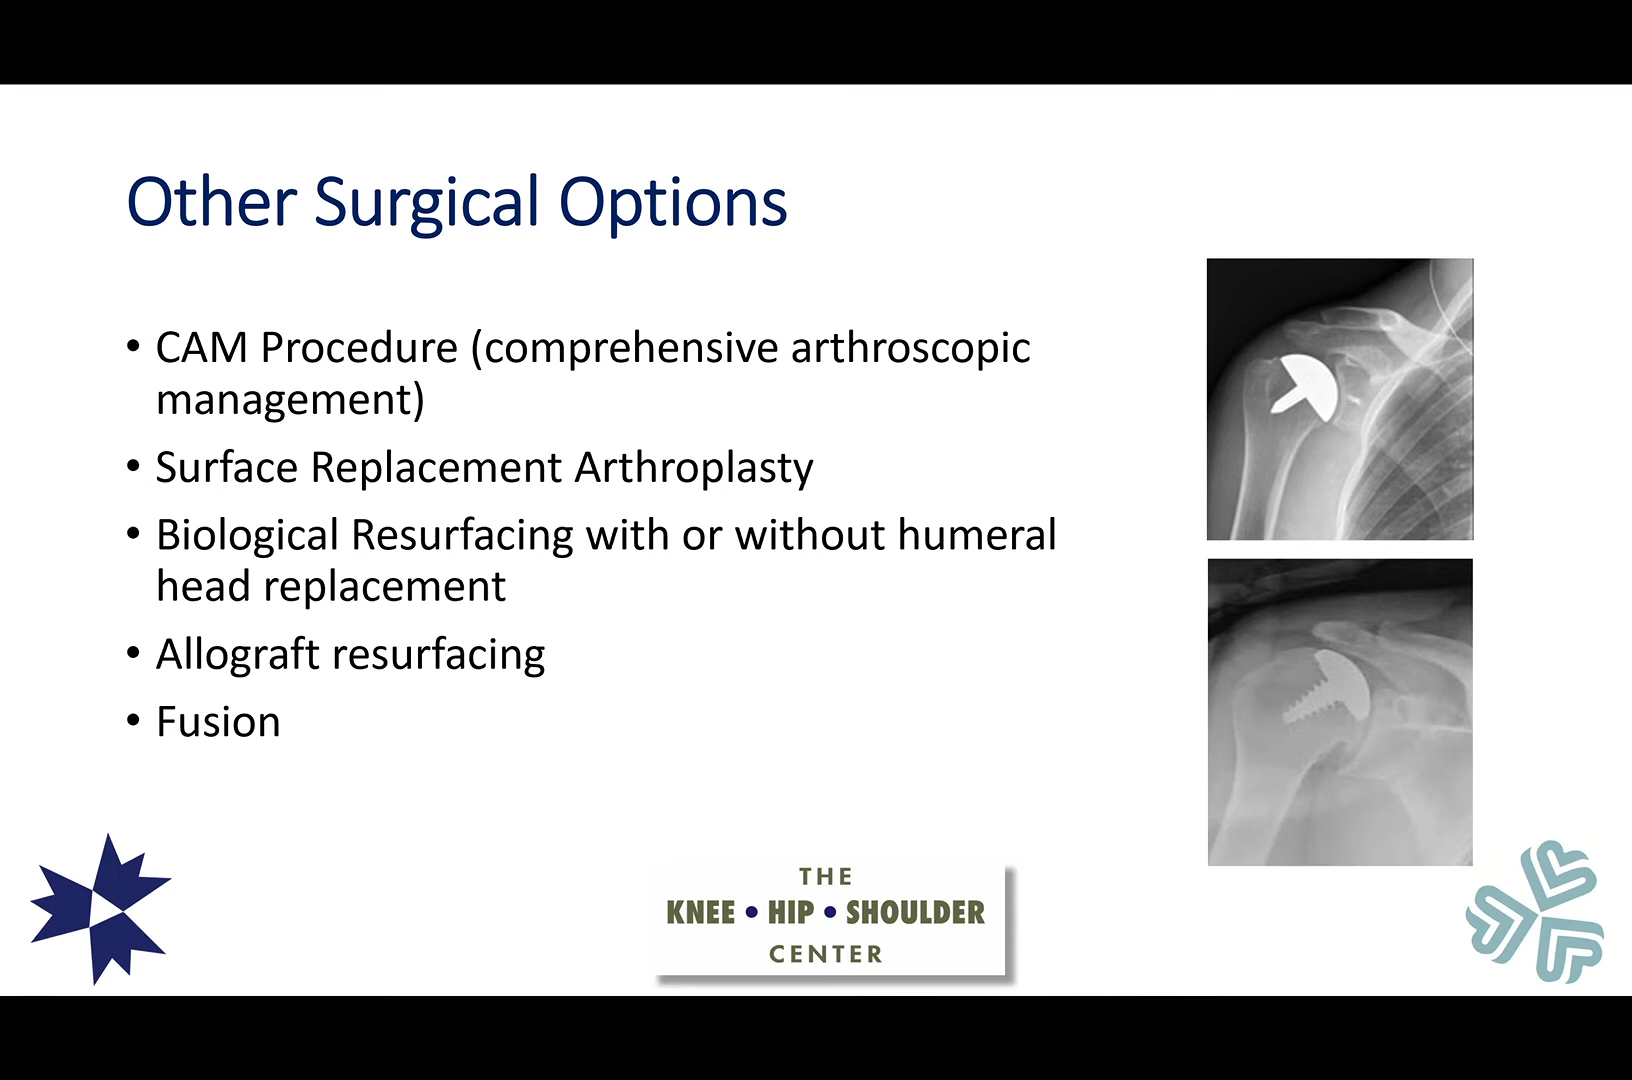 Other Surgical Options
• CAM Procedure (comprehensive arthroscopic
management)
• Surface Replacement Arthroplasty
• Biological Resurfacing with or without humeral
head replacement
• Allograft resurfacing
• Fusion
THE
KNEE • HIP • SHOULDER
CENTER